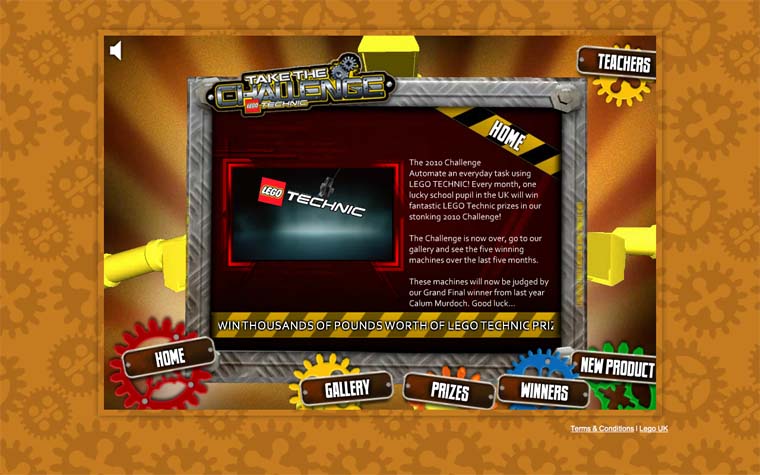 TAKE THE
CHALLENGE
LEGO TECHNIC
TEACHERS
HOME
LEGO TECHNIC
The 2010 Challenge
Automate an everyday task using
LEGO TECHNIC! Every month, one
lucky school pupil in the UK will win
fantastic LEGO Technic prizes in our
stonking 2010 Challenge!
The Challenge is now over, go to our
gallery and see the five winning
machines over the last five months.
These machines will now be judged by
our Grand Final winner from last year
Calum Murdoch. Good luck...
WIN THOUSANDS OF POUNDS WORTH OF LEGO TECHNIC PRIZ
HOME
GALLERY
PRIZES
WINNERS
NEW PRODUCT
Terms & Conditions | Lego UK